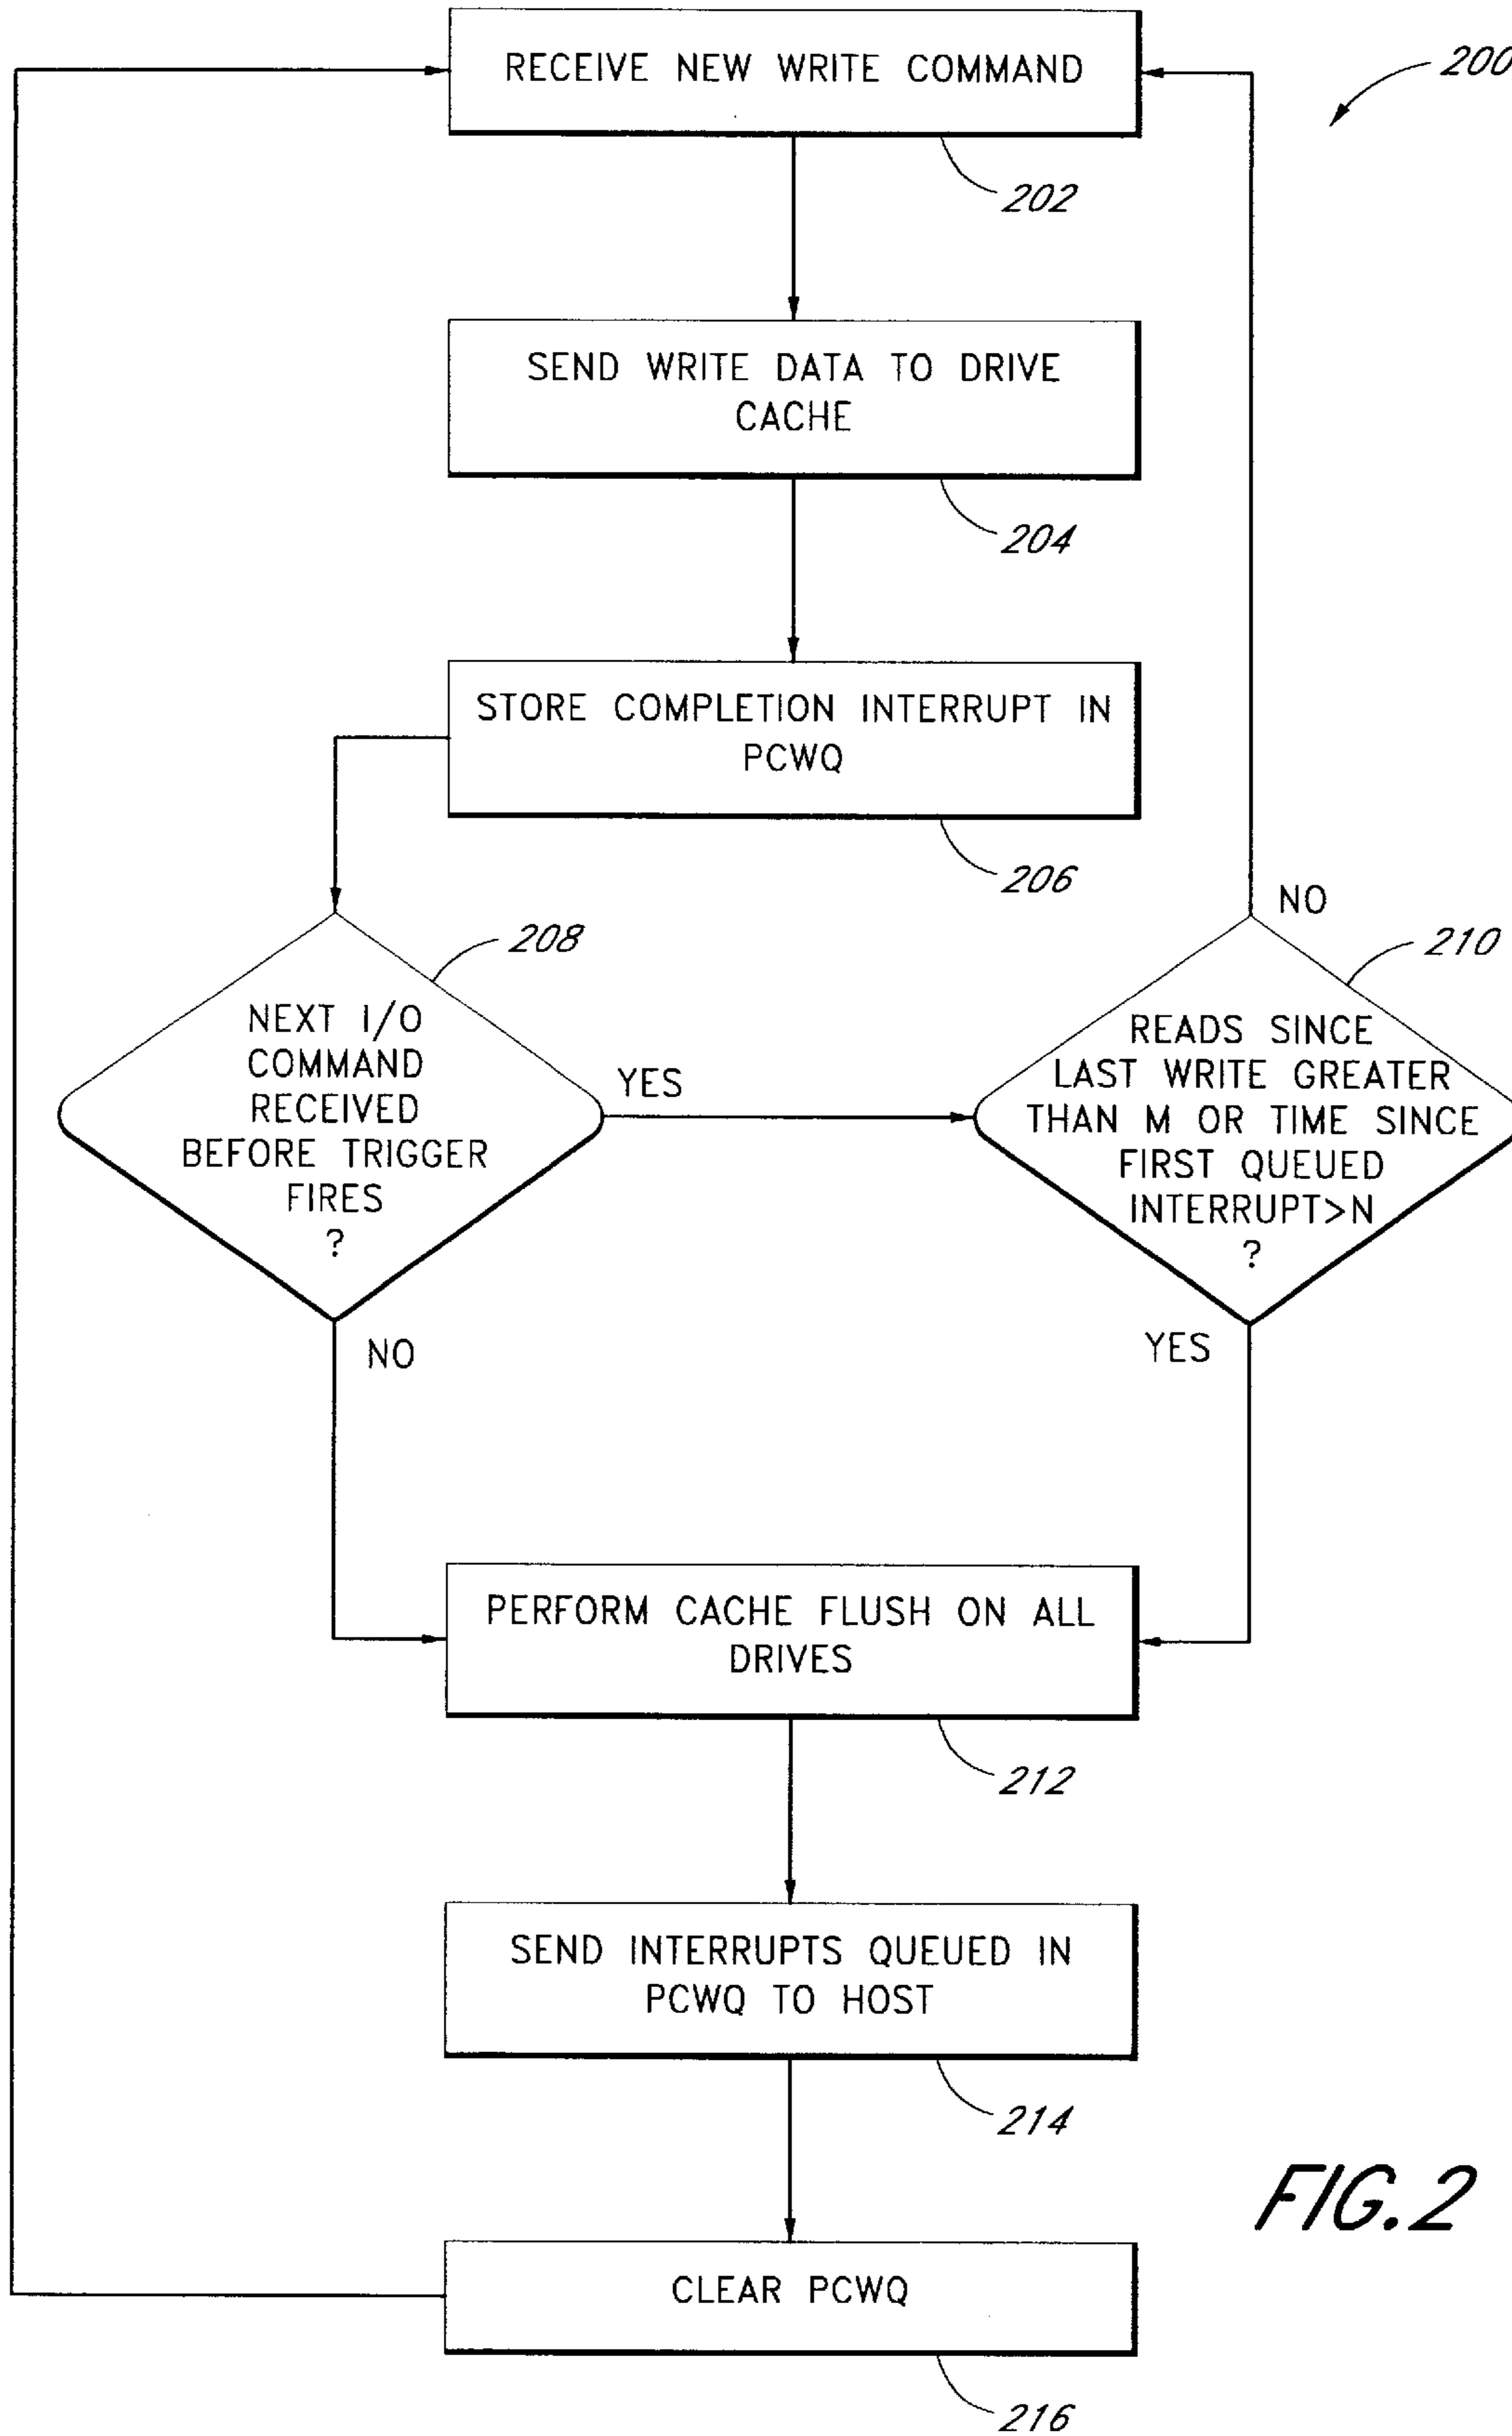 RECEIVE NEW WRITE COMMAND
200
202
SEND WRITE DATA TO DRIVE
CACHE
204
STORE COMPLETION INTERRUPT IN
PCWQ
206
208
NEXT I/O
COMMAND
RECEIVED
BEFORE TRIGGER
FIRES
?
YES
NO
NO
210
READS SINCE
LAST WRITE GREATER
THAN M OR TIME SINCE
FIRST QUEUED
INTERRUPT>N
?
YES
PERFORM CACHE FLUSH ON ALL
DRIVES
212
SEND INTERRUPTS QUEUED IN
PCWQ TO HOST
214
CLEAR PCWQ
216
FIG.2